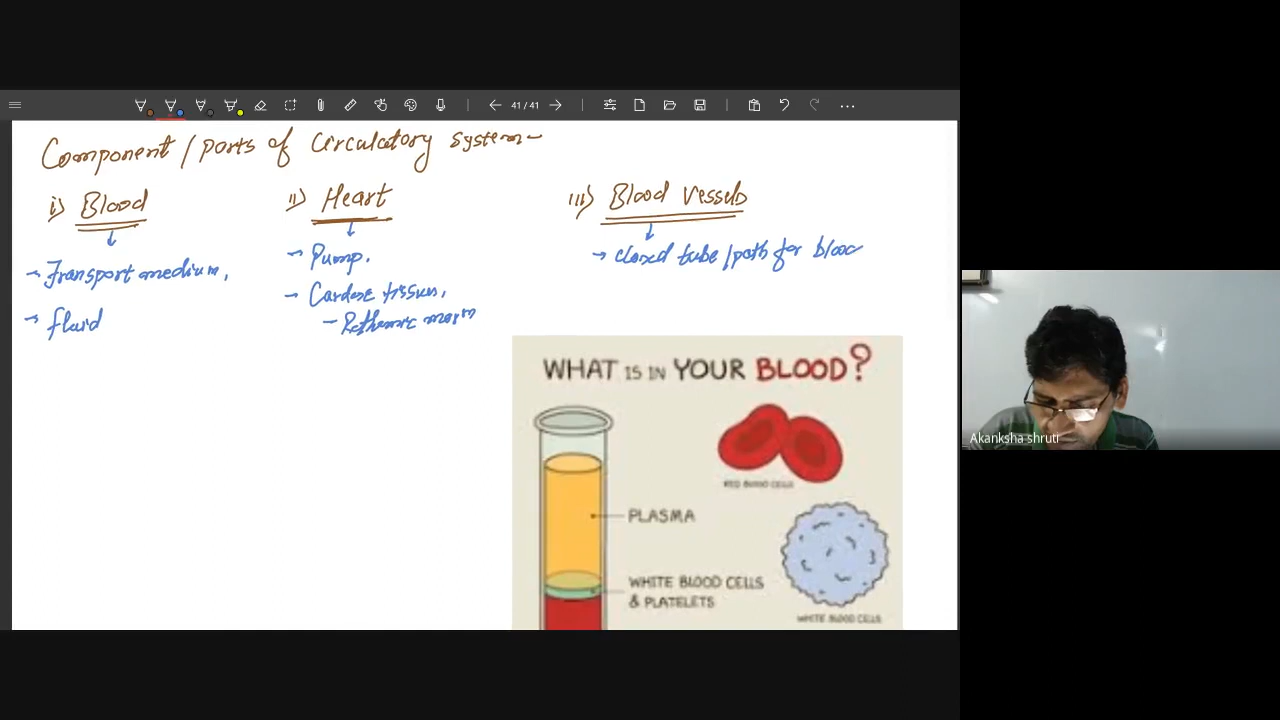 41 / 41
Component / parts of Circulatory system -
i) Blood
ii) Heart
iii) Blood Vessels
→ Transport medium,
→ fluid
→ Pump.
→ Cardiac tissues,
→ closed tube / path for blood
WHAT IS IN YOUR BLOOD?
RED BLOOD CELLS
PLASMA
WHITE BLOOD CELLS
& PLATELETS
WHITE BLOOD CELLS
Akanksha shruti